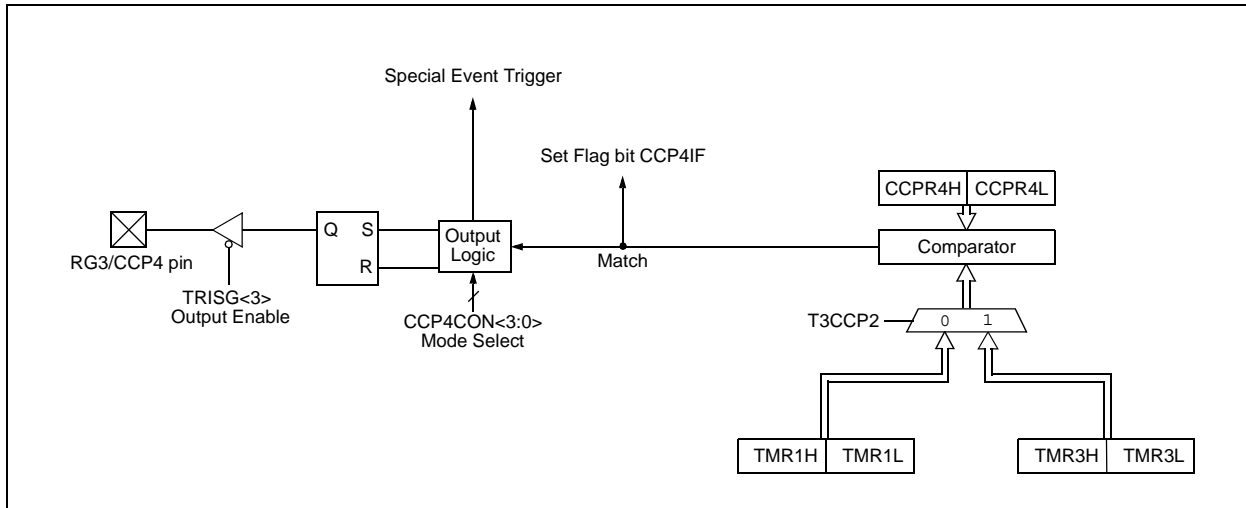 Special Event Trigger
Set Flag bit CCP4IF
CCPR4H CCPR4L
Q S
R
Output
Logic
Comparator
Match
RG3/CCP4 pin
TRISG<3>
Output Enable
CCP4CON<3:0>
Mode Select
T3CCP2
0 1
TMR1H TMR1L
TMR3H TMR3L